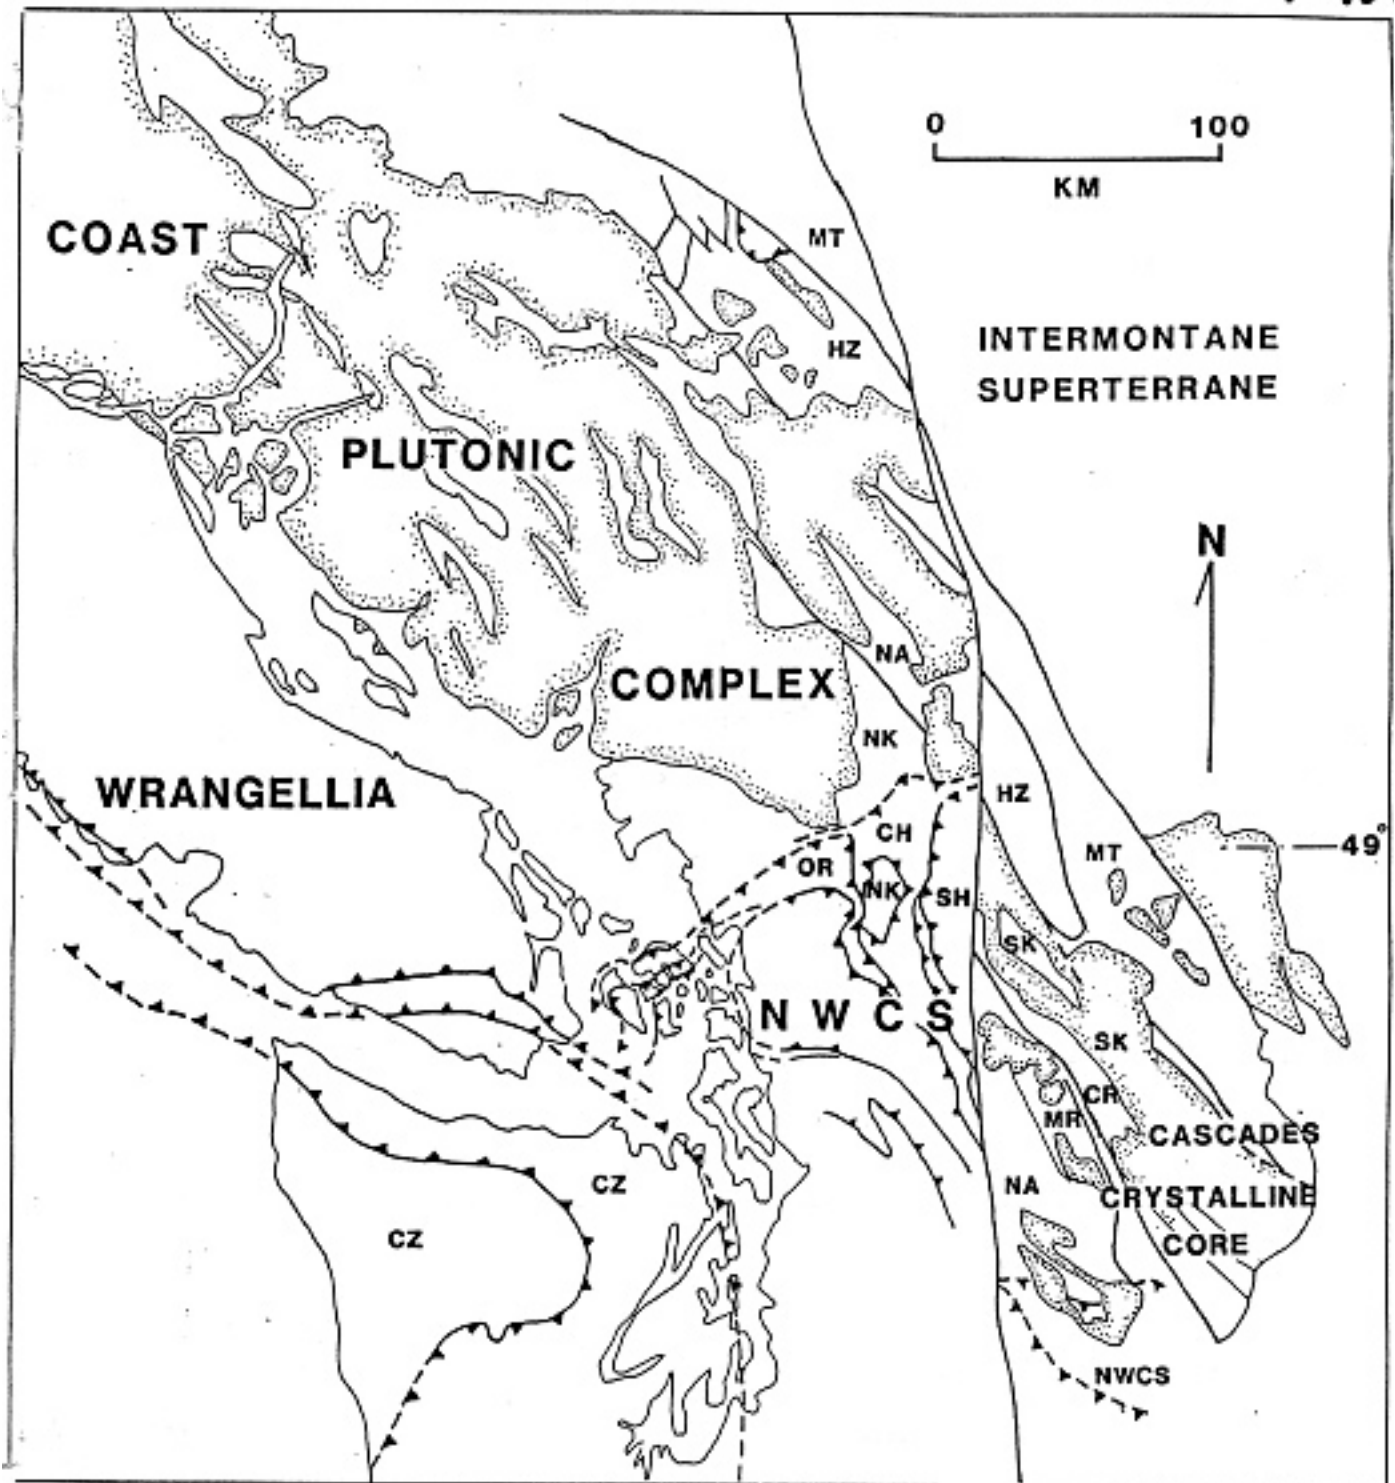 0 100
KM
COAST
MT
HZ
INTERMONTANE
SUPERTERRANE
PLUTONIC
N
NA
COMPLEX
NK
WRANGELLIA
HZ
CH
49°
MT
OR
NK
SH
SK
NWCS
SK
CR
MR
CASCADES
CZ
NA
CRYSTALLINE
CZ
CORE
NWCS